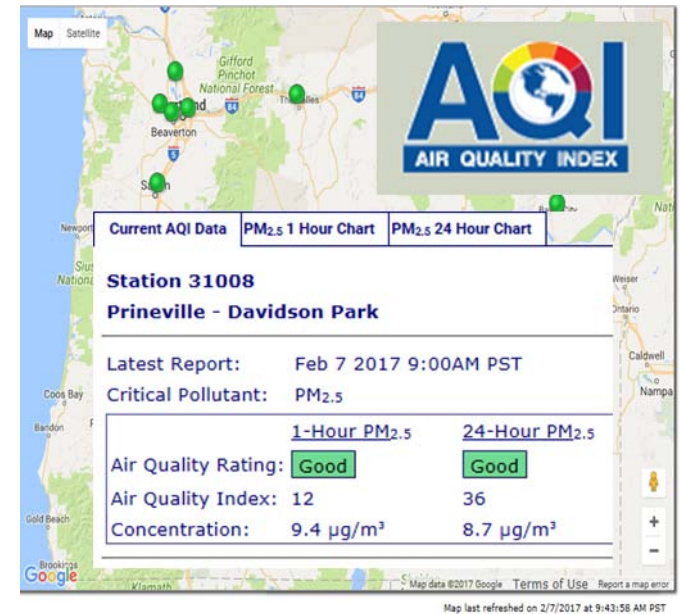 Map Satellite
Gifford
Pinchot
National Forest
Beaverton
AQI
AIR QUALITY INDEX
Newport
Current AQI Data PM2.5 1 Hour Chart PM2.5 24 Hour Chart
Weiser
Station 31008
Prineville - Davidson Park
Ontario
Latest Report: Feb 7 2017 9:00AM PST
Caldwell
Critical Pollutant: PM2.5
Nampa
Coos Bay
Bandon
1-Hour PM2.5 24-Hour PM2.5
Air Quality Rating: Good Good
Air Quality Index: 12 36
Concentration: 9.4 µg/m³ 8.7 µg/m³
Gold Beach
+
−
Brookings
Google
Klamath
Map data ©2017 Google Terms of Use Report a map error
Map last refreshed on 2/7/2017 at 9:43:58 AM PST